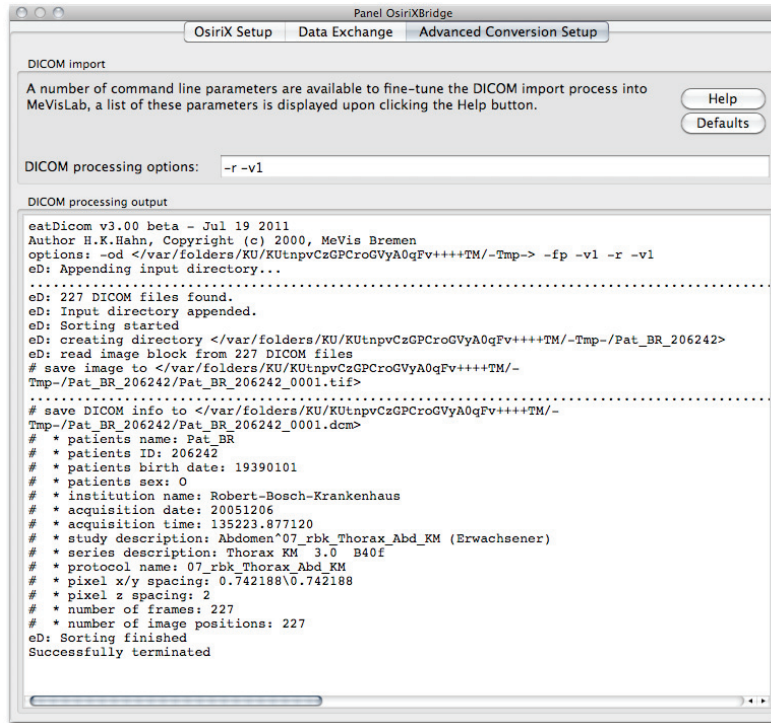 Panel OsiriXBridge
OsiriX Setup Data Exchange Advanced Conversion Setup
DICOM import
A number of command line parameters are available to fine-tune the DICOM import process into
MeVisLab, a list of these parameters is displayed upon clicking the Help button.
Help
Defaults
DICOM processing options: -r -v1
DICOM processing output
eatDicom v3.00 beta - Jul 19 2011
Author H.K.Hahn, Copyright (c) 2000, MeVis Bremen
options: -od </var/folders/KU/KUtnpvCzGPCroGVyA0qFv++++TM/-Tmp-> -fp -v1 -r -v1
eD: Appending input directory...
................................................................................
eD: 227 DICOM files found.
eD: Input directory appended.
eD: Sorting started
eD: creating directory </var/folders/KU/KUtnpvCzGPCroGVyA0qFv++++TM/-Tmp-/Pat_BR_206242>
eD: read image block from 227 DICOM files
# save image to </var/folders/KU/KUtnpvCzGPCroGVyA0qFv++++TM/-
Tmp-/Pat_BR_206242/Pat_BR_206242_0001.tif>
................................................................................
# save DICOM info to </var/folders/KU/KUtnpvCzGPCroGVyA0qFv++++TM/-
Tmp-/Pat_BR_206242/Pat_BR_206242_0001.dcm>
# * patients name: Pat_BR
# * patients ID: 206242
# * patients birth date: 19390101
# * patients sex: O
# * institution name: Robert-Bosch-Krankenhaus
# * acquisition date: 20051206
# * acquisition time: 135223.877120
# * study description: Abdomen^07_rbk_Thorax_Abd_KM (Erwachsener)
# * series description: Thorax KM 3.0 B40f
# * protocol name: 07_rbk_Thorax_Abd_KM
# * pixel x/y spacing: 0.742188\0.742188
# * pixel z spacing: 2
# * number of frames: 227
# * number of image positions: 227
eD: Sorting finished
Successfully terminated